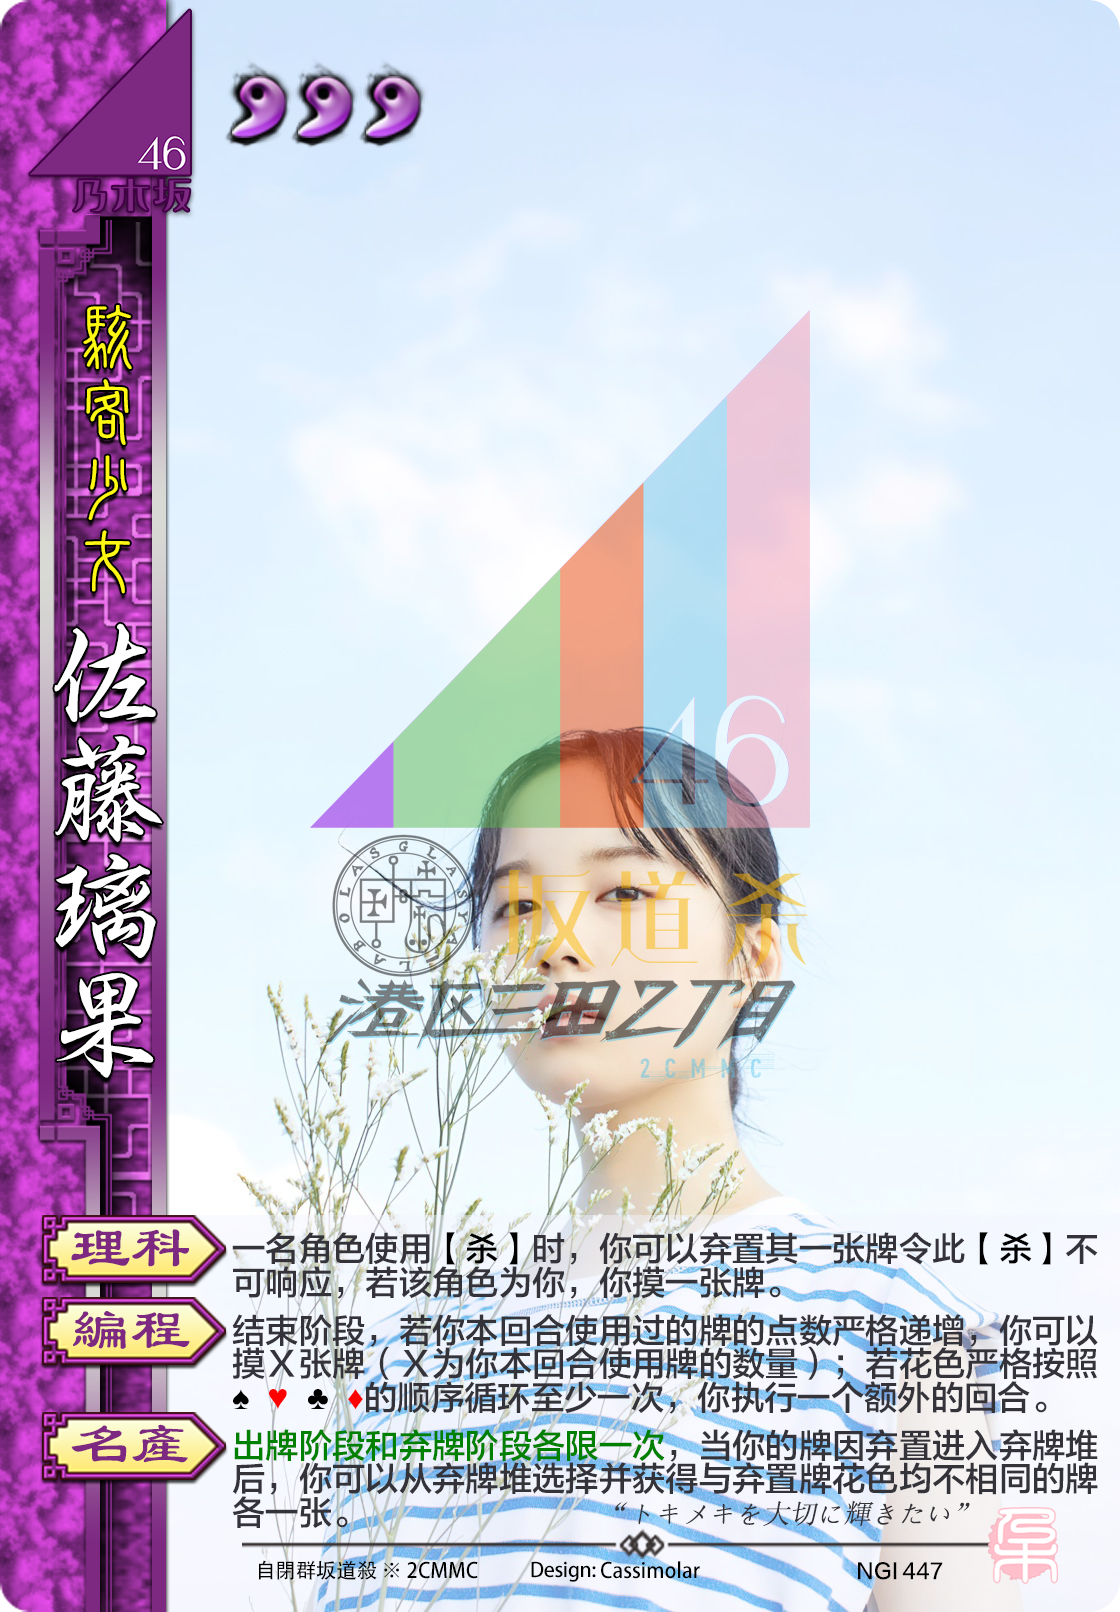 46
乃木坂
駭客少女
佐藤璃果
46
GLASYALABOLAS
坂道杀
港区三田2丁目
2CMMC
理科
一名角色使用【杀】时，你可以弃置其一张牌令此【杀】不
可响应，若该角色为你，你摸一张牌。
編程
结束阶段，若你本回合使用过的牌的点数严格递增，你可以
摸X张牌（X为你本回合使用牌的数量）；若花色严格按照
♠ ♥ ♣ ♦的顺序循环至少一次，你执行一个额外的回合。
名產
出牌阶段和弃牌阶段各限一次，当你的牌因弃置进入弃牌堆
后，你可以从弃牌堆选择并获得与弃置牌花色均不相同的牌
各一张。
“トキメキを大切に輝きたい”
自閉群坂道殺 ※ 2CMMC
Design: Cassimolar
NGI 447